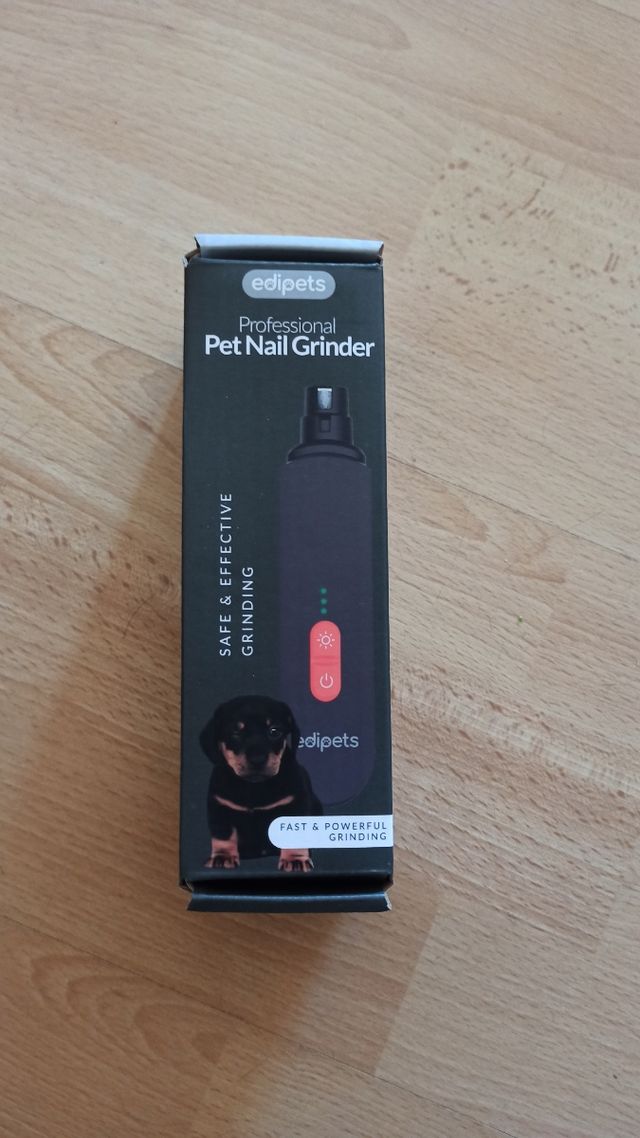 edipets
Professional
Pet Nail Grinder
SAFE & EFFECTIVE
GRINDING
edipets
FAST & POWERFUL
GRINDING